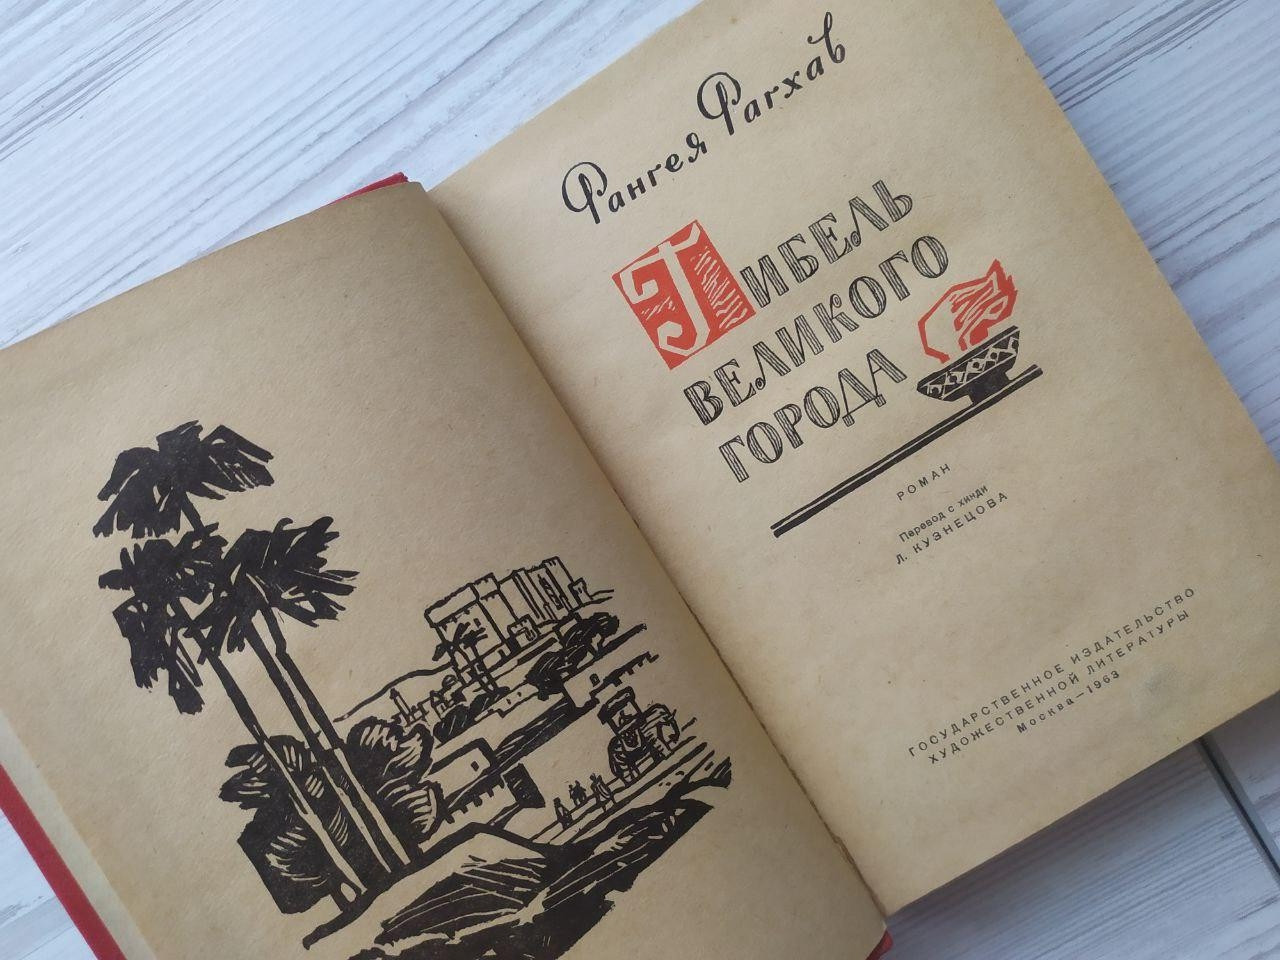 Рангея Рагхав
ГИБЕЛЬ
ВЕЛИКОГО
ГОРОДА
РОМАН
Перевод с хинди
Л. КУЗНЕЦОВА
ГОСУДАРСТВЕННОЕ ИЗДАТЕЛЬСТВО
ХУДОЖЕСТВЕННОЙ ЛИТЕРАТУРЫ
Москва—1963